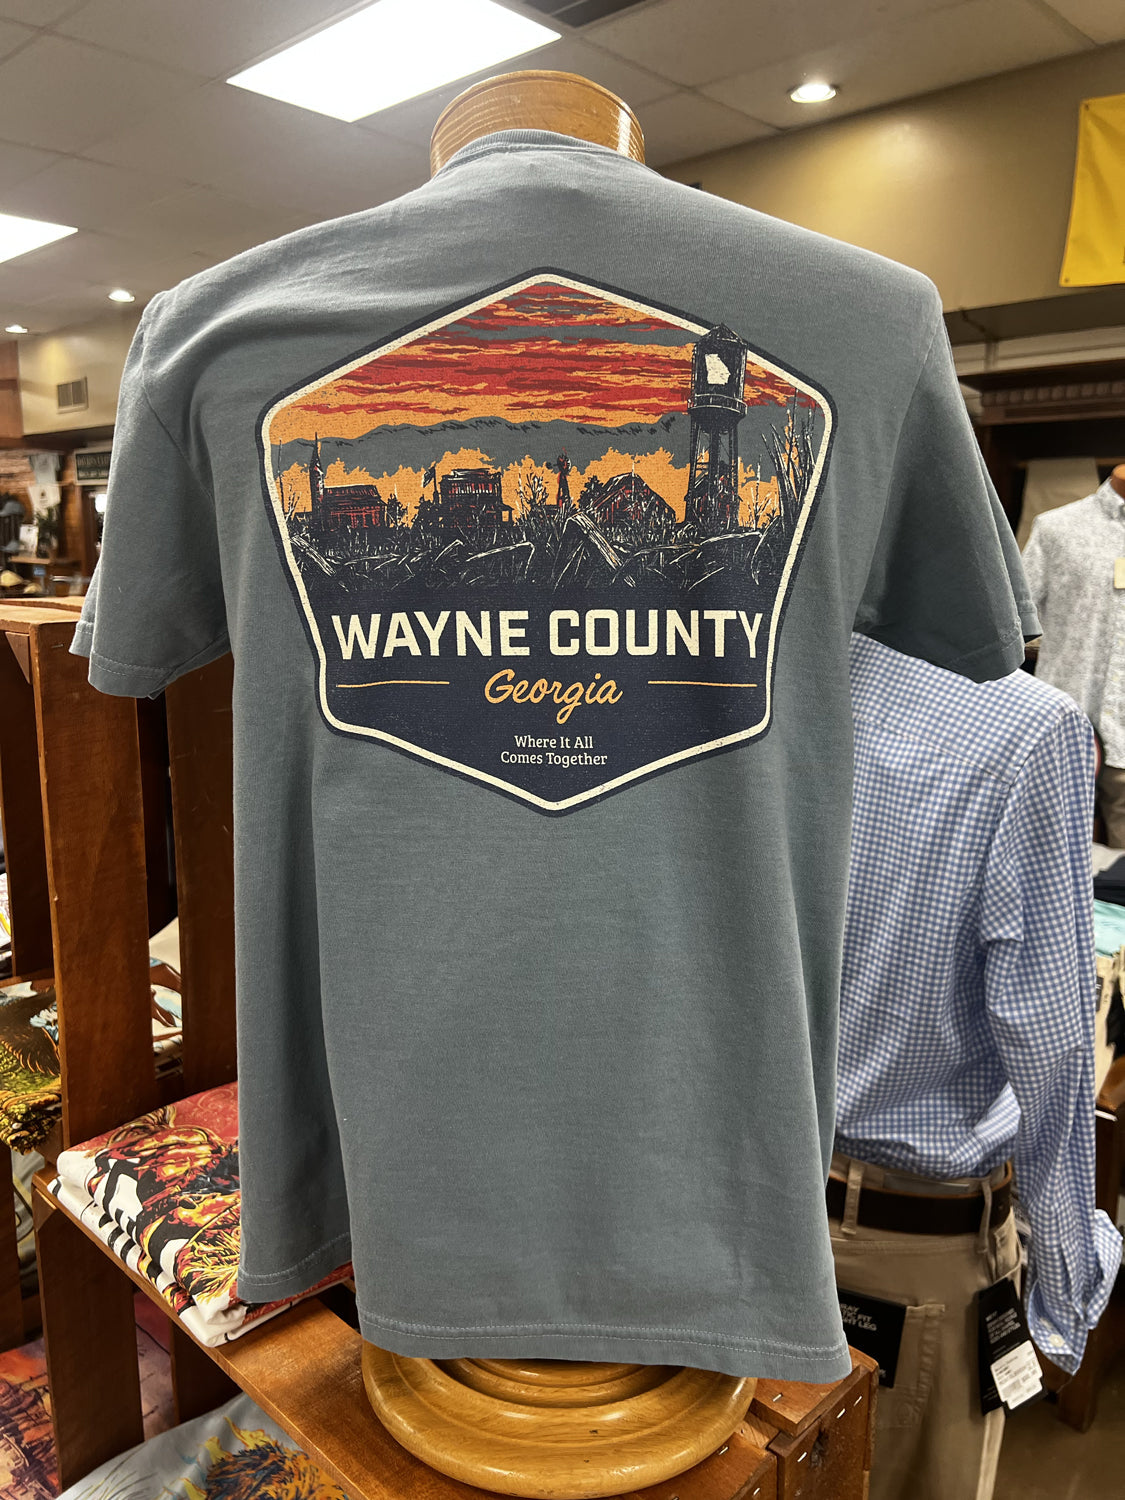 WAYNE COUNTY
Georgia
Where It All
Comes Together